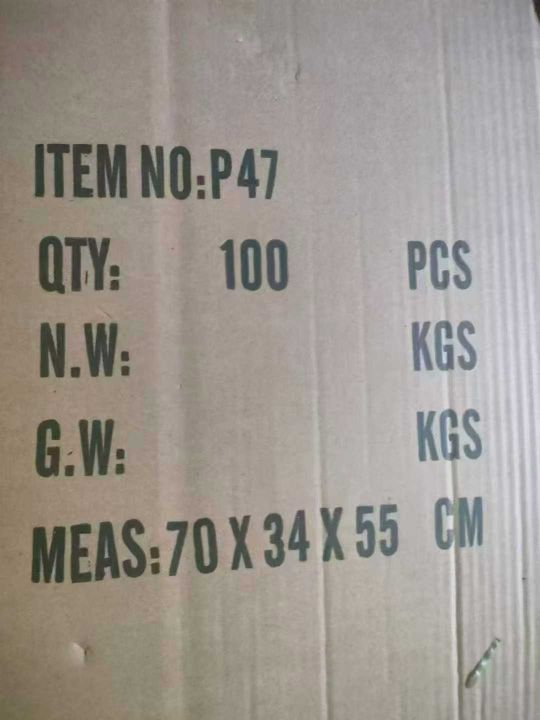 ITEM NO:P47
QTY: 100 PCS
N.W: KGS
G.W: KGS
MEAS:70 X 34 X 55 CM